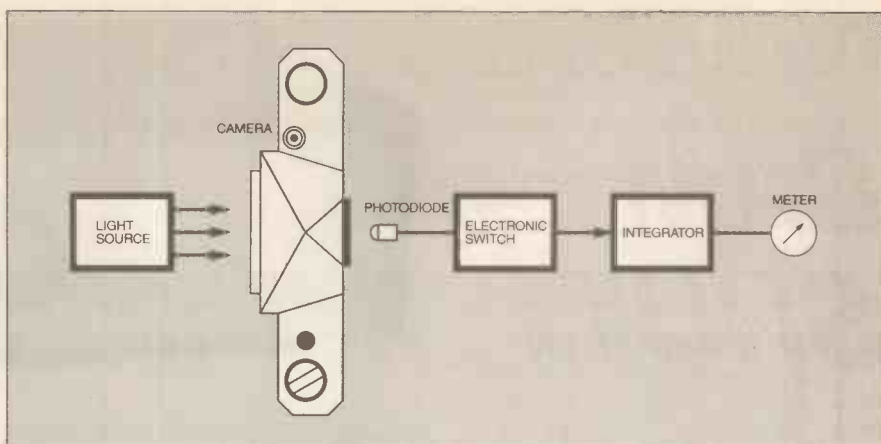 CAMERA
LIGHT
SOURCE
PHOTODIODE
ELECTRONIC
SWITCH
INTEGRATOR
METER